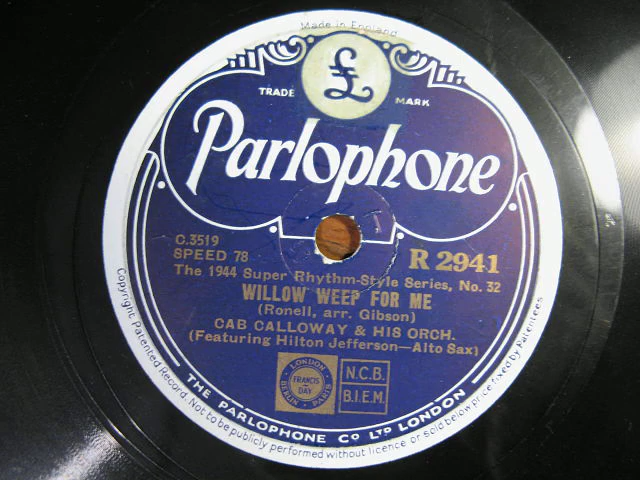 Made in England
£
TRADE MARK
Parlophone
C.3519
SPEED 78
R 2941
The 1944 Super Rhythm-Style Series, No. 32
WILLOW WEEP FOR ME
(Ronell, arr. Gibson)
CAB CALLOWAY & HIS ORCH.
(Featuring Hilton Jefferson—Alto Sax)
LONDON
FRANCIS DAY
BERLIN PARIS
N.C.B.
B.I.E.M.
THE PARLOPHONE CO LTD LONDON
Copyright Patented Record. Not to be publicly performed without licence or sold below price fixed by Patentees